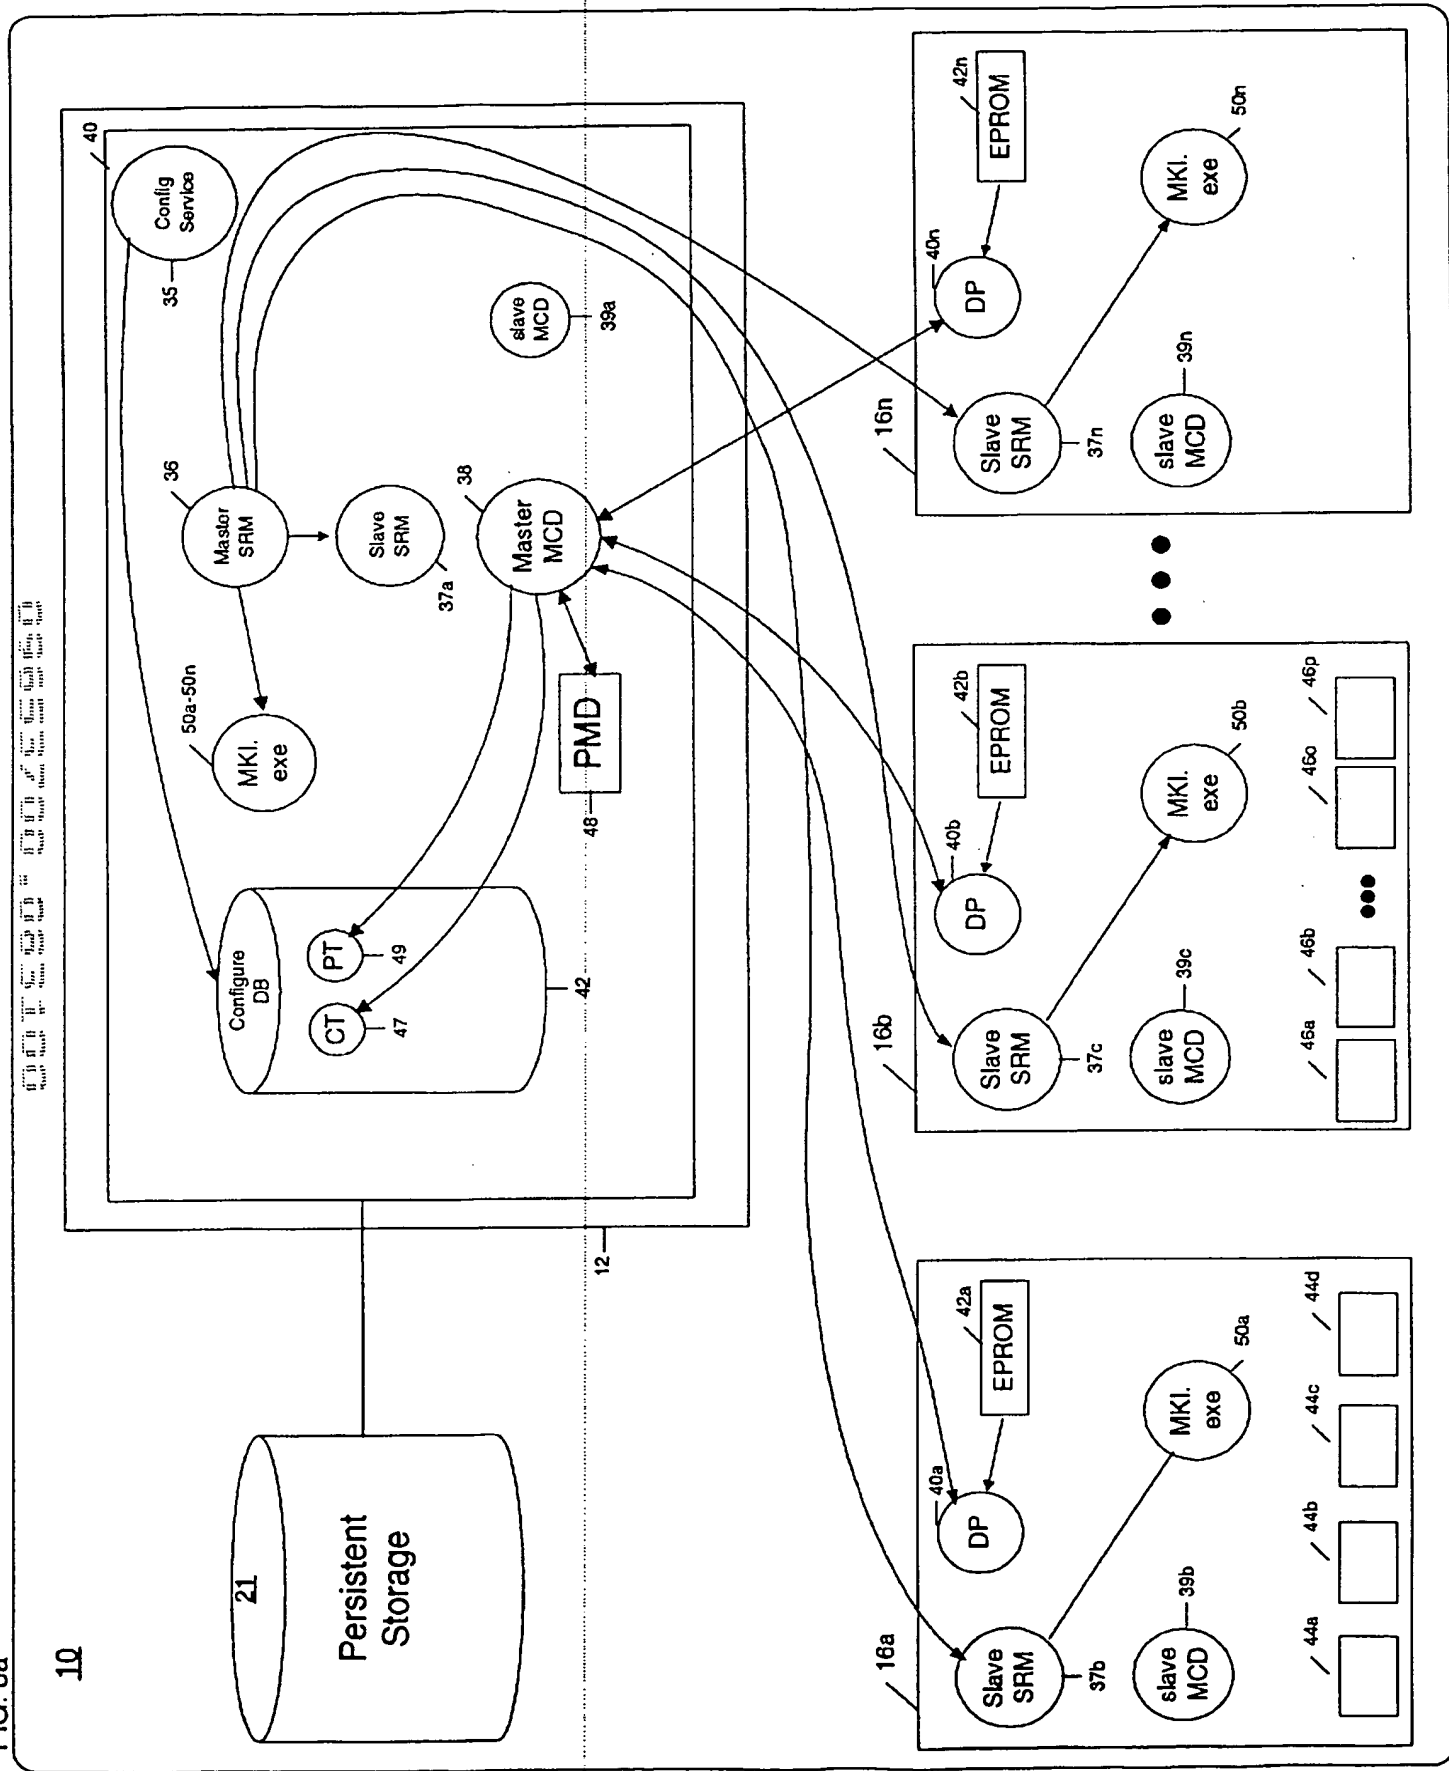 10
21
Persistent
Storage
12
40
Config
Service
35
36
Master
SRM
Slave
SRM
37a
38
Master
MCD
slave
MCD
39a
50a-50n
MKI.
exe
PMD
48
Configure
DB
PT
49
CT
47
42
16a
Slave
SRM
37b
40a
DP
42a
EPROM
slave
MCD
39b
MKI.
exe
50a
44a
44b
44c
44d
16b
Slave
SRM
37c
40b
DP
42b
EPROM
slave
MCD
39c
MKI.
exe
50b
46a
46b
46o
46p
16n
Slave
SRM
37n
40n
DP
42n
EPROM
slave
MCD
39n
MKI.
exe
50n